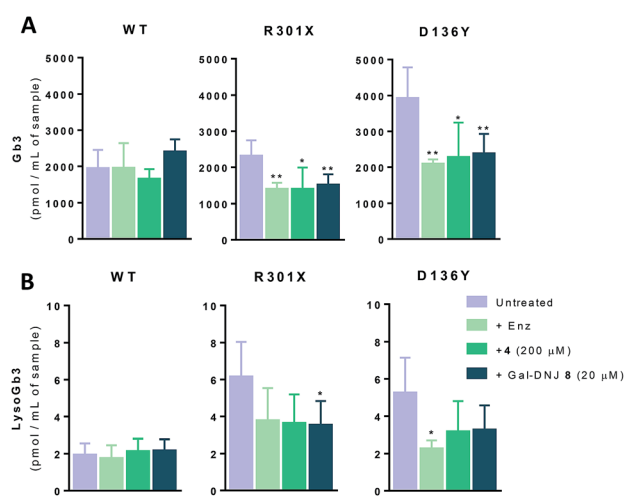 A
WT
R301X
D136Y
Gb3
(pmol / mL of sample)
5000
4000
3000
2000
1000
0
5000
4000
3000
2000
1000
0
**
*
**
5000
4000
3000
2000
1000
0
**
*
**
B
WT
R301X
D136Y
LysoGb3
(pmol / mL of sample)
10
8
6
4
2
0
10
8
6
4
2
0
*
10
8
6
4
2
0
*
Untreated
+ Enz
+4 (200 µM)
+ Gal-DNJ 8 (20 µM)